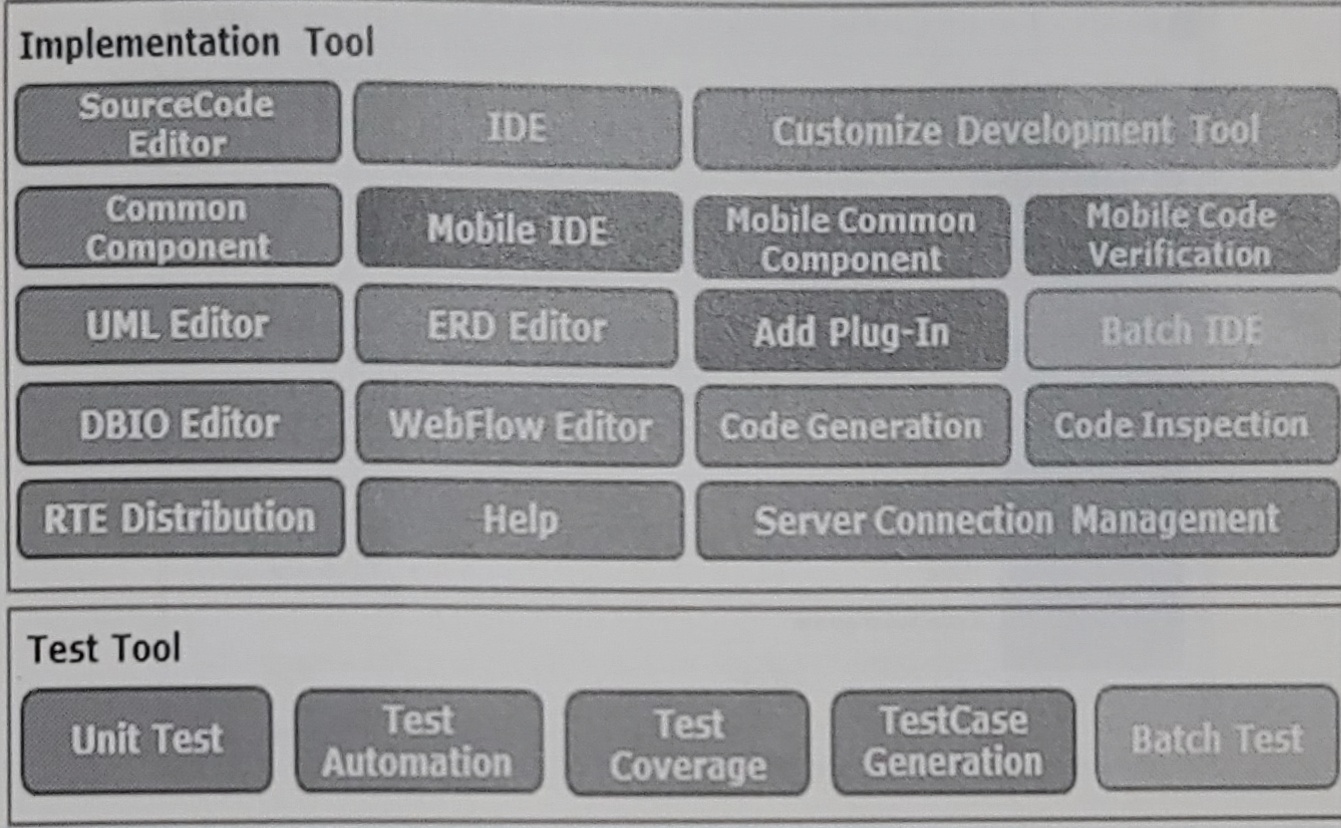 Implementation Tool
SourceCode
Editor
IDE
Customize Development Tool
Common
Component
Mobile IDE
Mobile Common
Component
Mobile Code
Verification
UML Editor
ERD Editor
Add Plug-In
Batch IDE
DBIO Editor
WebFlow Editor
Code Generation
Code Inspection
RTE Distribution
Help
Server Connection Management
Test Tool
Unit Test
Test
Automation
Test
Coverage
TestCase
Generation
Batch Test